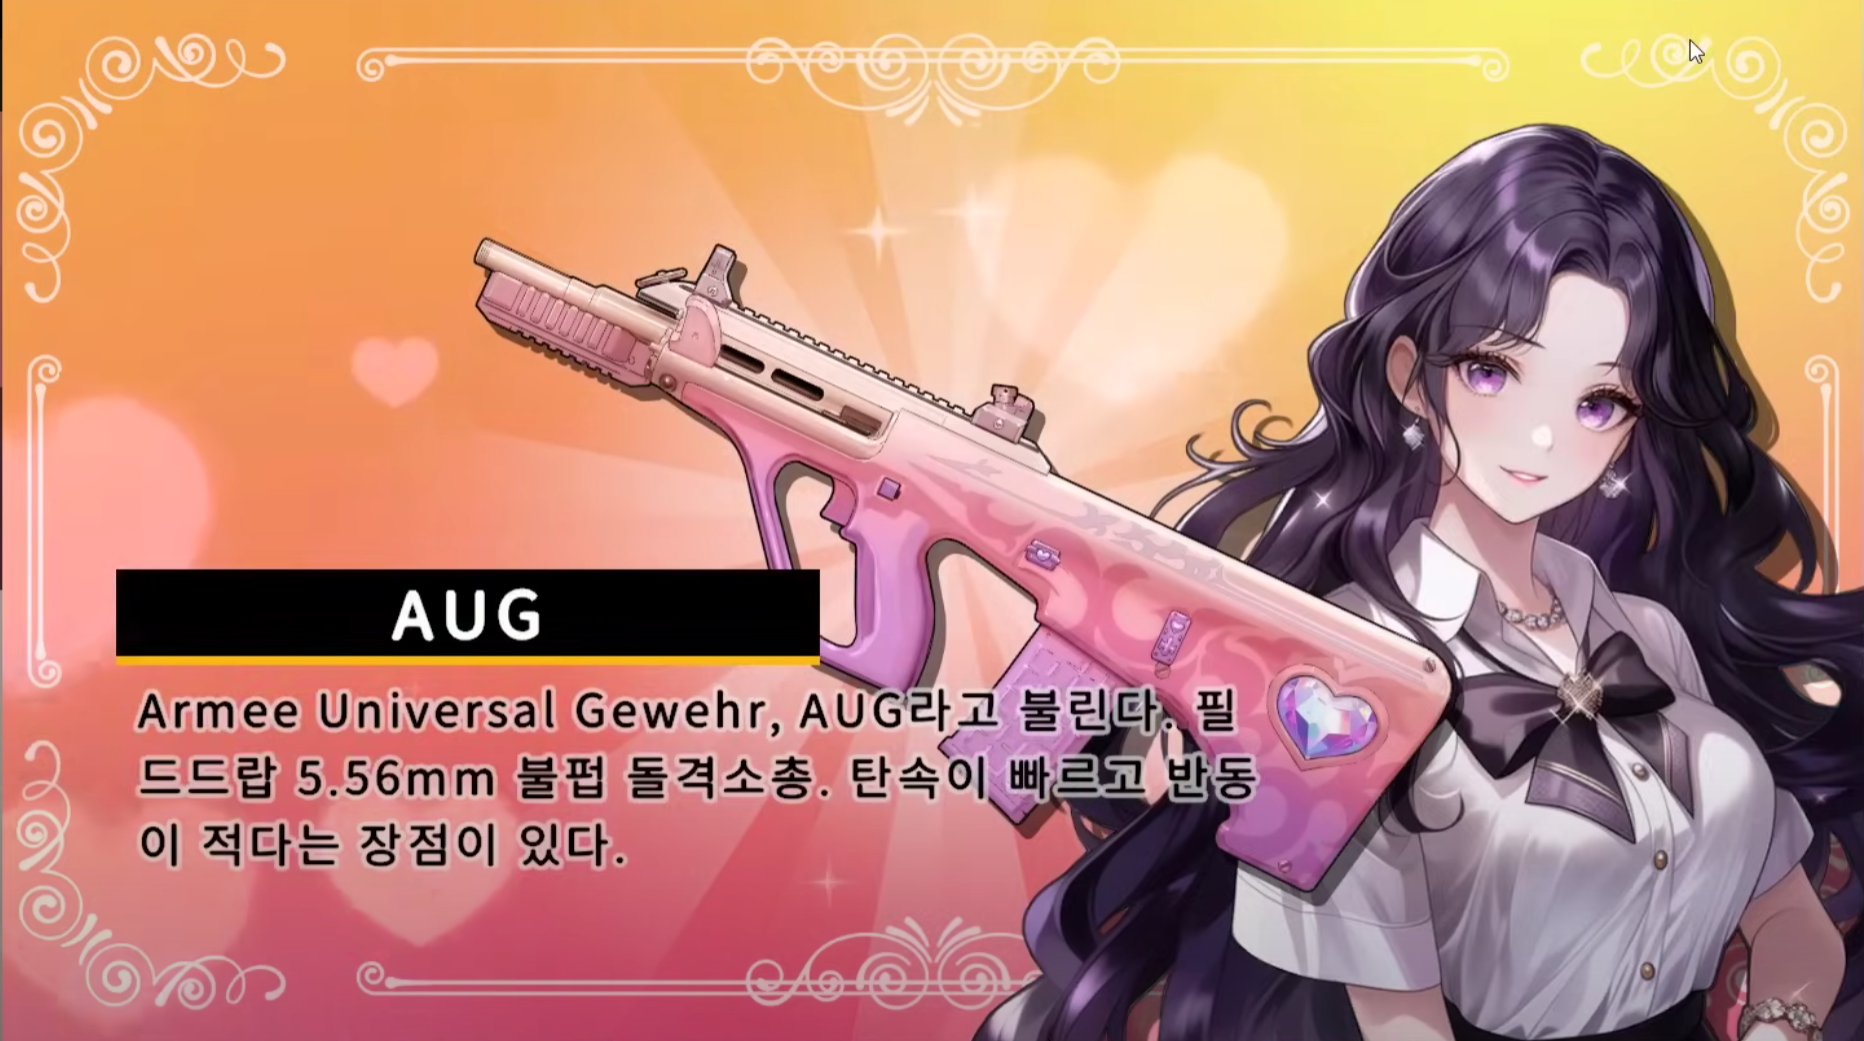 AUG
Armee Universal Gewehr, AUG라고 불린다. 필
드드랍 5.56mm 불펍 돌격소총. 탄속이 빠르고 반동
이 적다는 장점이 있다.